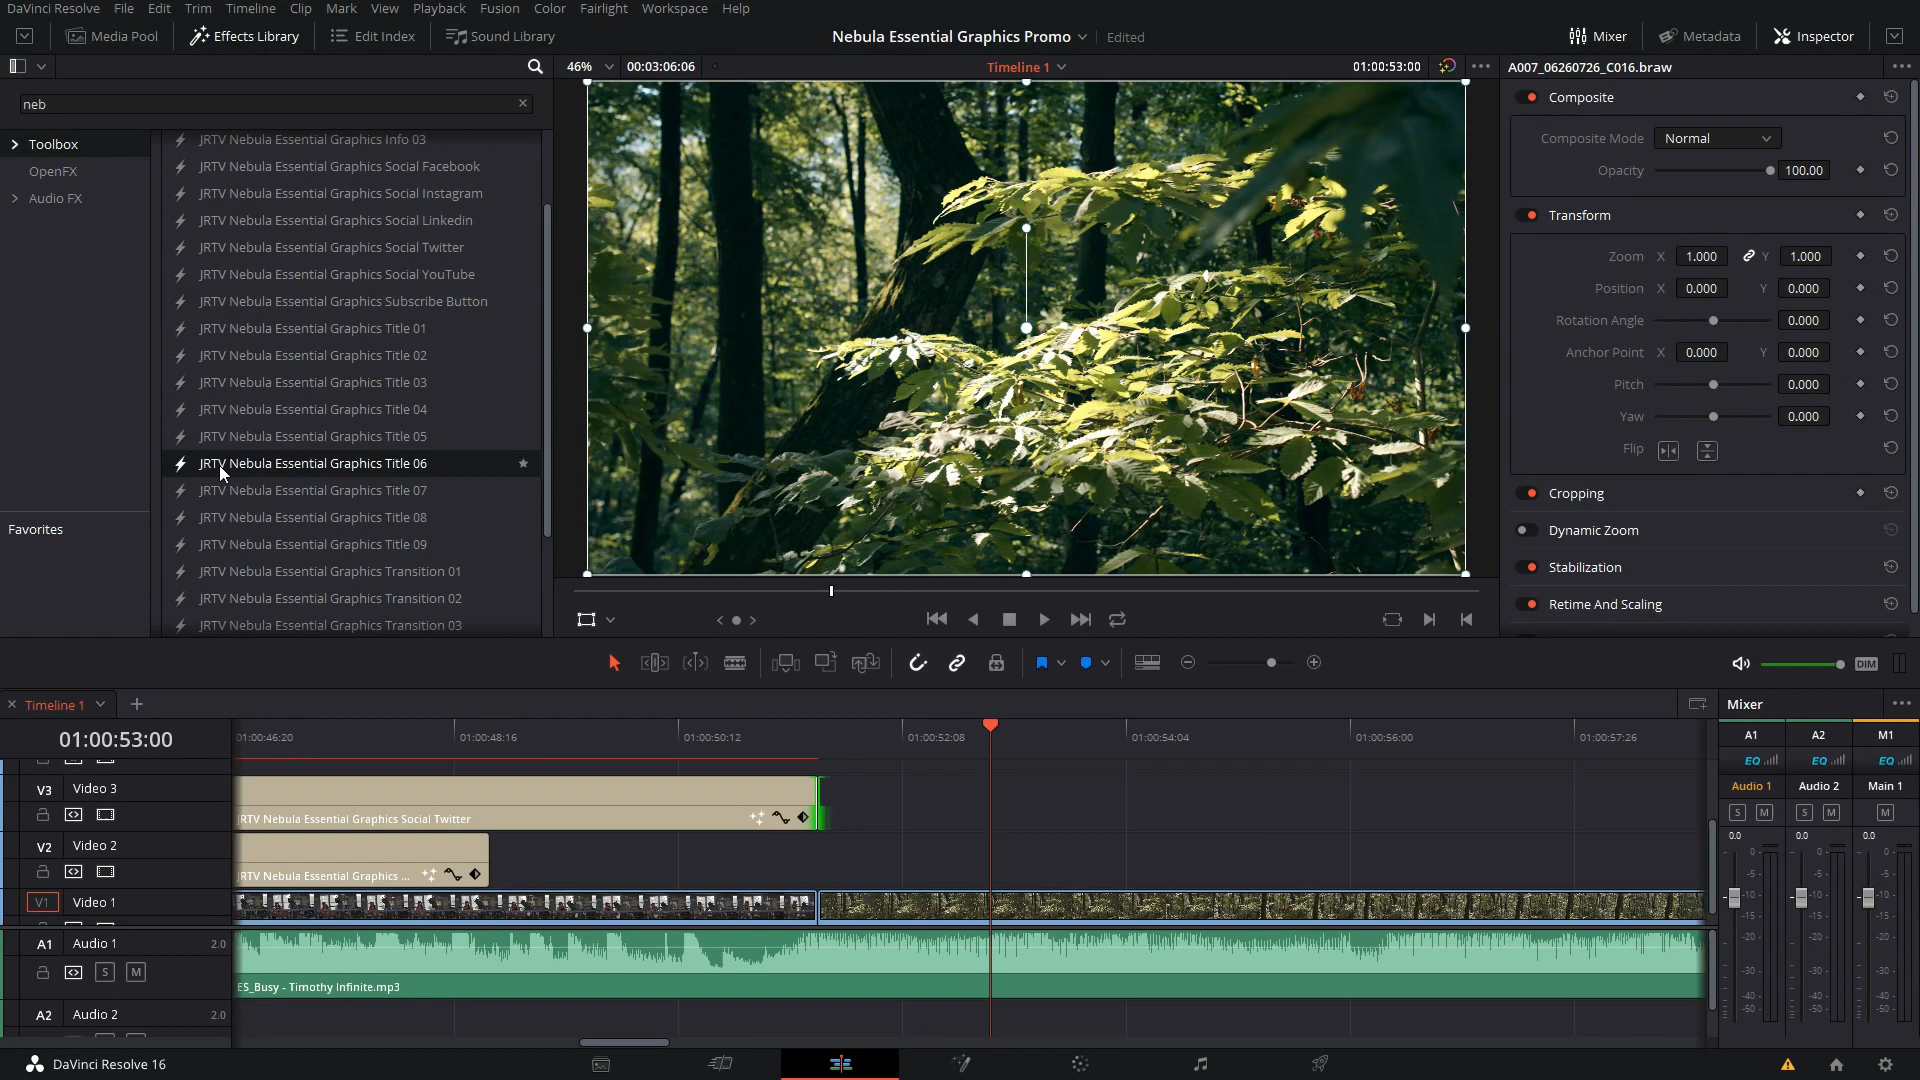 DaVinci Resolve File Edit Trim Timeline Clip Mark View Playback Fusion Color Fairlight Workspace Help
Media Pool Effects Library Edit Index Sound Library Nebula Essential Graphics Promo Edited Mixer Metadata Inspector
46% 00:03:06:06 Timeline 1 01:00:53:00 A007_06260726_C016.braw
neb
Toolbox
OpenFX
Audio FX
Favorites
JRTV Nebula Essential Graphics Info 03
JRTV Nebula Essential Graphics Social Facebook
JRTV Nebula Essential Graphics Social Instagram
JRTV Nebula Essential Graphics Social Linkedin
JRTV Nebula Essential Graphics Social Twitter
JRTV Nebula Essential Graphics Social YouTube
JRTV Nebula Essential Graphics Subscribe Button
JRTV Nebula Essential Graphics Title 01
JRTV Nebula Essential Graphics Title 02
JRTV Nebula Essential Graphics Title 03
JRTV Nebula Essential Graphics Title 04
JRTV Nebula Essential Graphics Title 05
JRTV Nebula Essential Graphics Title 06
JRTV Nebula Essential Graphics Title 07
JRTV Nebula Essential Graphics Title 08
JRTV Nebula Essential Graphics Title 09
JRTV Nebula Essential Graphics Transition 01
JRTV Nebula Essential Graphics Transition 02
JRTV Nebula Essential Graphics Transition 03
Composite
Composite Mode Normal
Opacity 100.00
Transform
Zoom X 1.000 Y 1.000
Position X 0.000 Y 0.000
Rotation Angle 0.000
Anchor Point X 0.000 Y 0.000
Pitch 0.000
Yaw 0.000
Flip
Cropping
Dynamic Zoom
Stabilization
Retime And Scaling
DIM
Timeline 1
01:00:53:00
01:00:46:20 01:00:48:16 01:00:50:12 01:00:52:08 01:00:54:04 01:00:56:00 01:00:57:26
V3 Video 3
JRTV Nebula Essential Graphics Social Twitter
V2 Video 2
JRTV Nebula Essential Graphics ...
V1 Video 1
A1 Audio 1 2.0
S M
ES_Busy - Timothy Infinite.mp3
A2 Audio 2 2.0
Mixer
A1 A2 M1
EQ EQ EQ
Audio 1 Audio 2 Main 1
S M S M M
0.0 0.0 0.0
0- 0- 0-
-5- -5- -5-
-10- -10- -10-
-15- -15- -15-
-20- -20- -20-
-30- -30- -30-
-40- -40- -40-
-50- -50- -50-
DaVinci Resolve 16